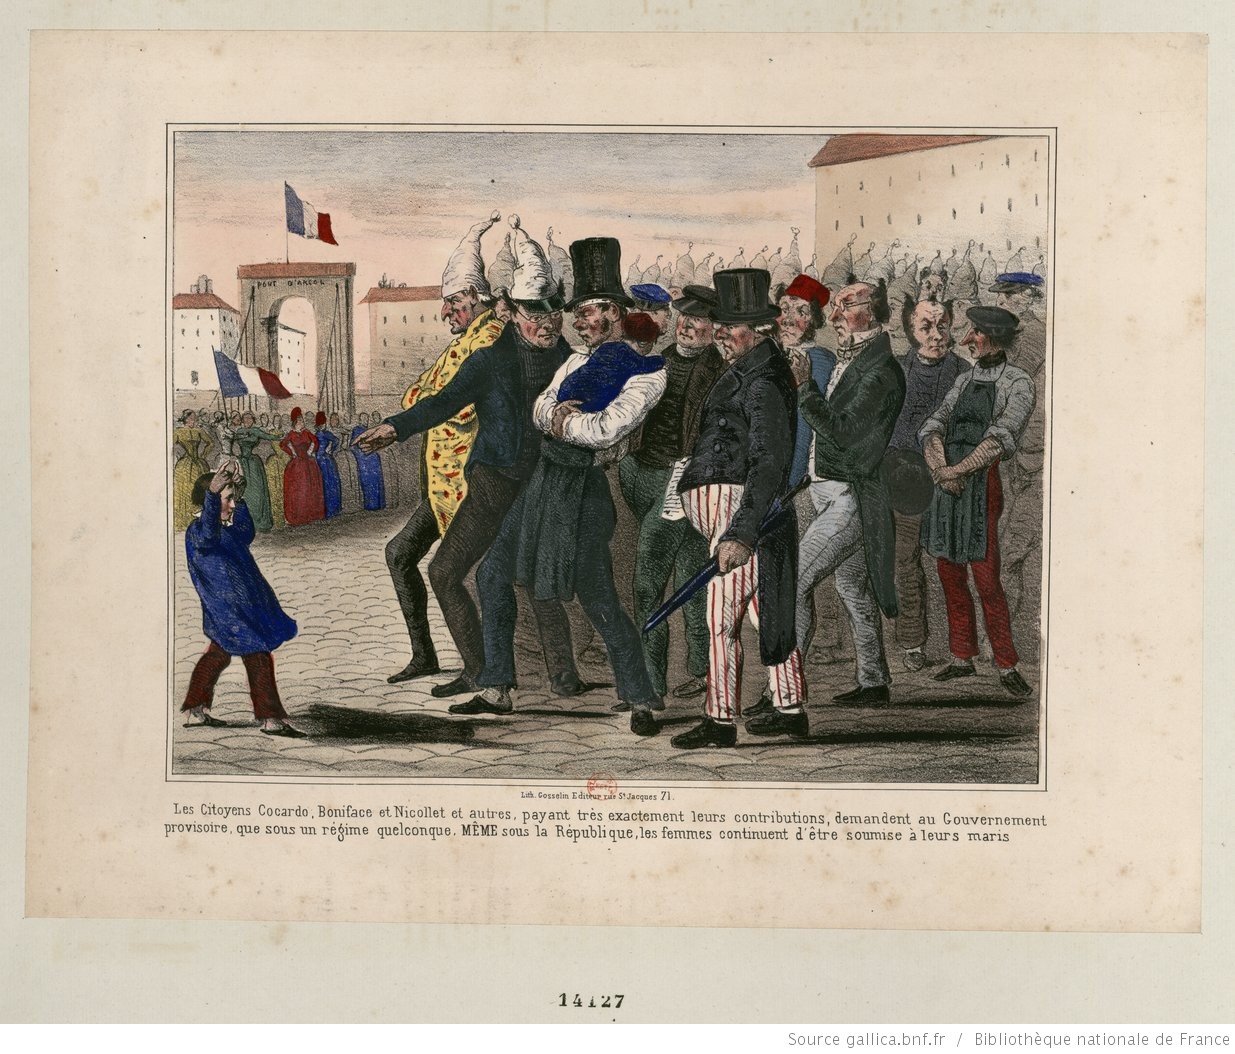 PONT D'ARCOL
Lith. Gosselin Editeur rue St. Jacques 71.
Les Citoyens Cocardo, Boniface et Nicollet et autres, payant très exactement leurs contributions, demandent au Gouvernement
provisoire, que sous un régime quelconque, MÊME sous la République, les femmes continuent d'être soumise à leurs maris
14127
Source gallica.bnf.fr / Bibliothèque nationale de France